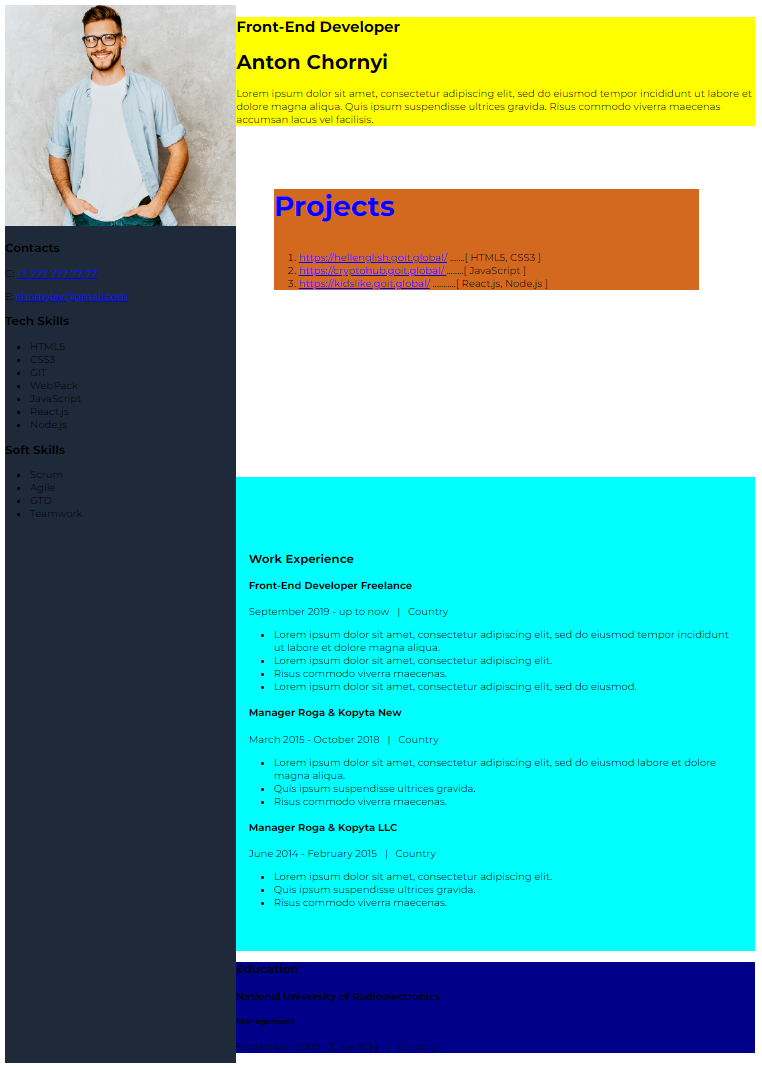 Front-End Developer
Anton Chornyi
Lorem ipsum dolor sit amet, consectetur adipiscing elit, sed do eiusmod tempor incididunt ut labore et
dolore magna aliqua. Quis ipsum suspendisse ultrices gravida. Risus commodo viverra maecenas
accumsan lacus vel facilisis.
Contacts
C:
E:
Tech Skills
HTML5
CSS3
GIT
WebPack
JavaScript
React.js
Node.js
Soft Skills
Scrum
Agile
GTD
Teamwork
Projects
1. https://hellenglish.goit.global/ .......[ HTML5, CSS3 ]
2. https://cryptohub.goit.global/ ........[ JavaScript ]
3. https://kidslike.goit.global/ ...........[ React.js, Node.js ]
Work Experience
Front-End Developer Freelance
September 2019 - up to now | Country
Lorem ipsum dolor sit amet, consectetur adipiscing elit, sed do eiusmod tempor incididunt
ut labore et dolore magna aliqua.
Lorem ipsum dolor sit amet, consectetur adipiscing elit.
Risus commodo viverra maecenas.
Lorem ipsum dolor sit amet, consectetur adipiscing elit, sed do eiusmod.
Manager Roga & Kopyta New
March 2015 - October 2018 | Country
Lorem ipsum dolor sit amet, consectetur adipiscing elit, sed do eiusmod labore et dolore
magna aliqua.
Quis ipsum suspendisse ultrices gravida.
Risus commodo viverra maecenas.
Manager Roga & Kopyta LLC
June 2014 - February 2015 | Country
Lorem ipsum dolor sit amet, consectetur adipiscing elit.
Quis ipsum suspendisse ultrices gravida.
Risus commodo viverra maecenas.
Education
National University of Radioelectronics
Management